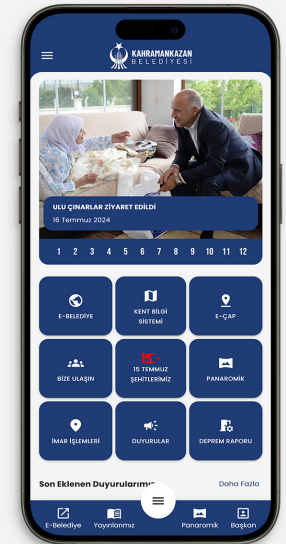 KAHRAMANKAZAN
BELEDİYESİ
ULU ÇINARLAR ZİYARET EDİLDİ
16 Temmuz 2024
1 2 3 4 5 6 7 8 9 10 11 12
E-BELEDİYE
KENT BİLGİ
SİSTEMİ
E-ÇAP
BİZE ULAŞIN
15 TEMMUZ
ŞEHİTLERİMİZ
PANAROMİK
İMAR İŞLEMLERİ
DUYURULAR
DEPREM RAPORU
Son Eklenen Duyurularımız
Daha Fazla
E-Belediye Yayınlarımız Panaromik Başkan